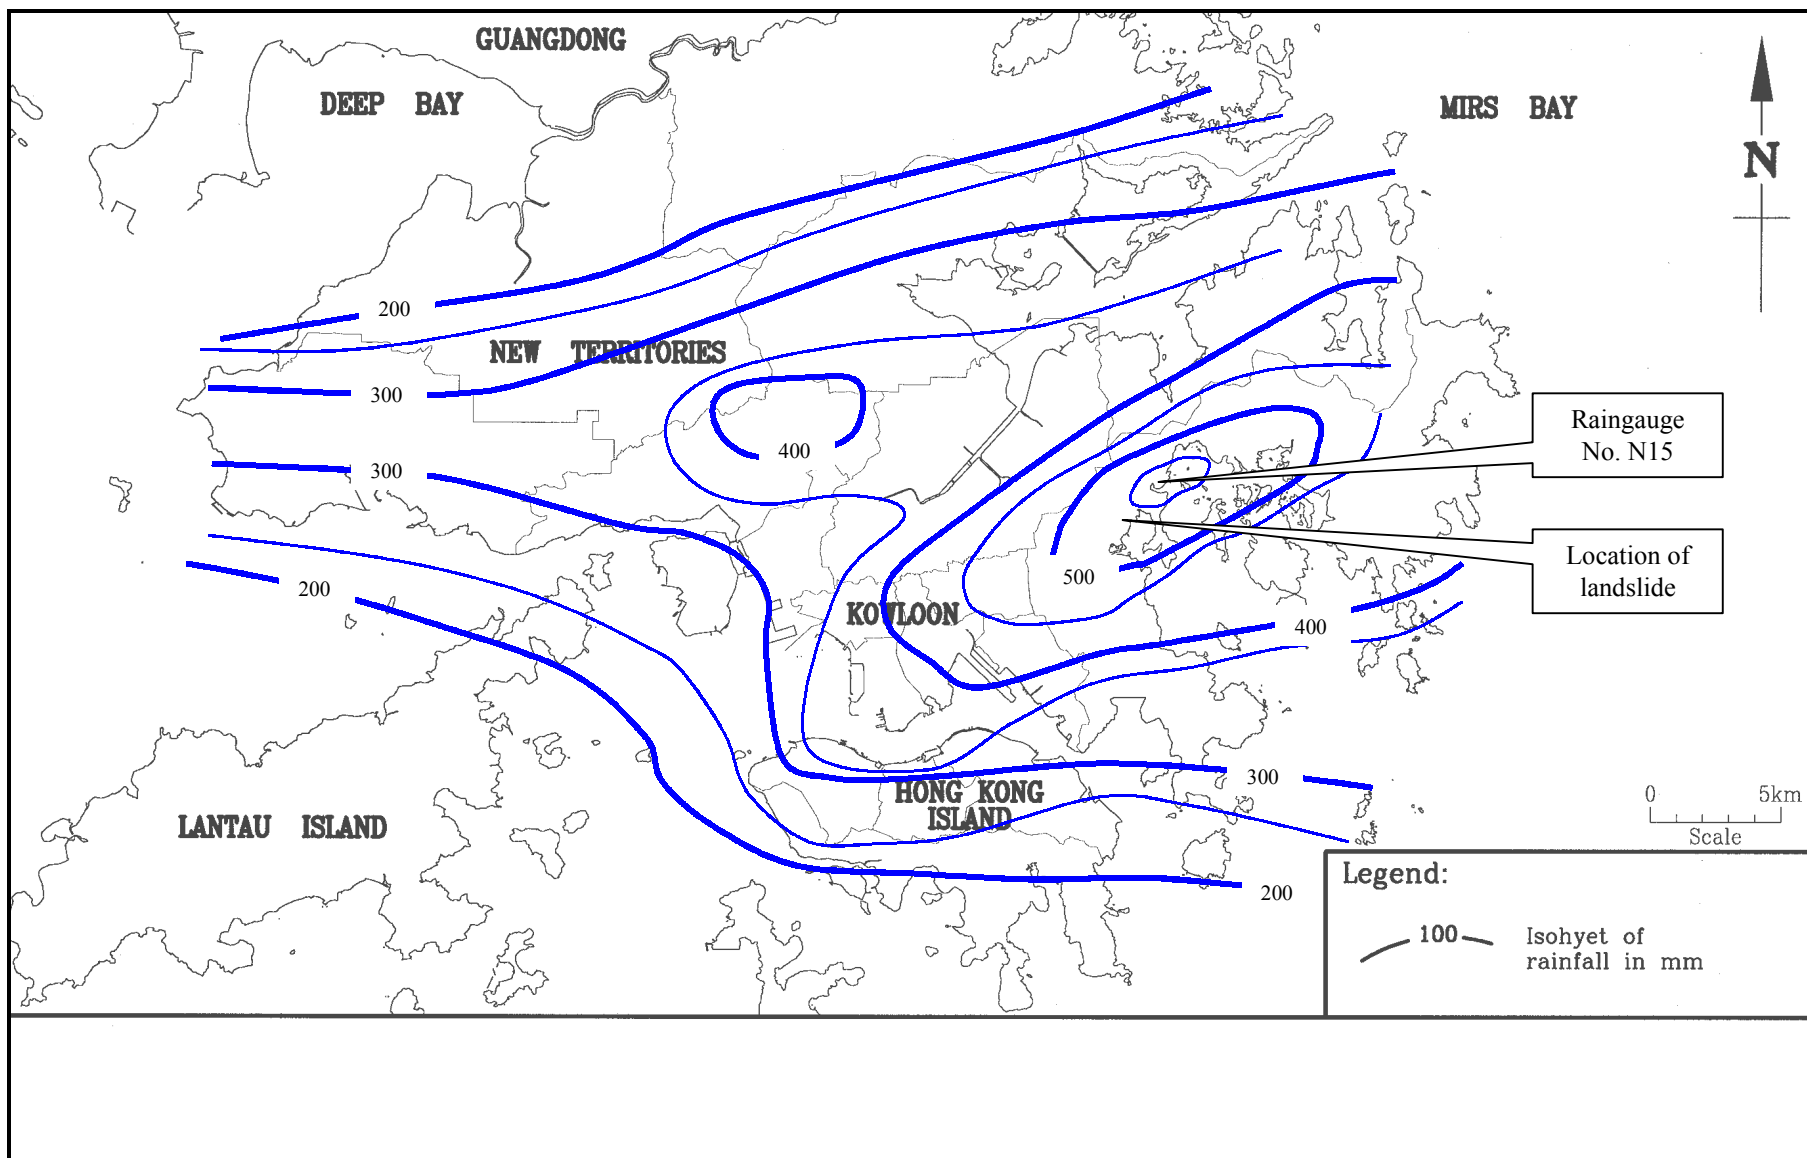 GUANGDONG
DEEP BAY
MIRS BAY
N
200
NEW TERRITORIES
300
Raingauge
No. N15
400
300
Location of
landslide
500
200
KOWLOON
400
300
HONG KONG
ISLAND
LANTAU ISLAND
0 5km
Scale
200
Legend:
100
Isohyet of
rainfall in mm